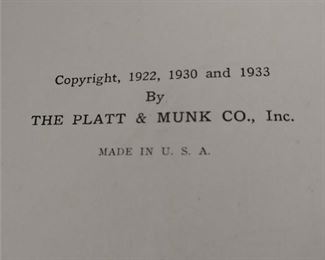 Copyright, 1922, 1930 and 1933
By
THE PLATT & MUNK CO., Inc.
MADE IN U. S. A.